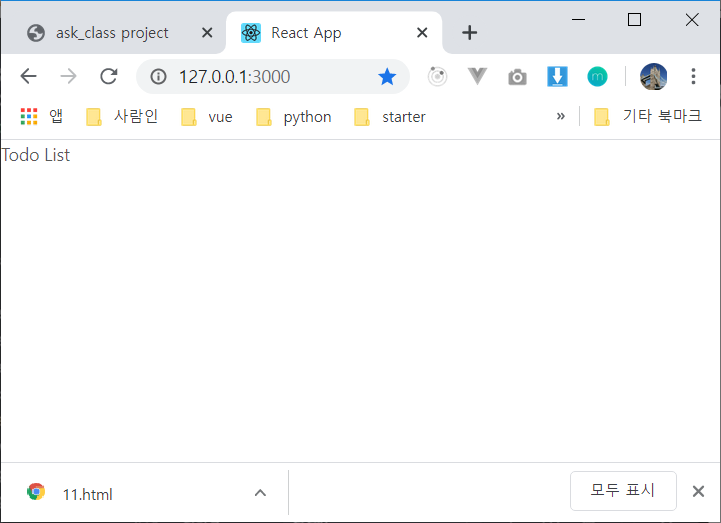 ask_class project
React App
127.0.0.1:3000
앱 사람인 vue python starter » 기타 북마크
Todo List
11.html
모두 표시